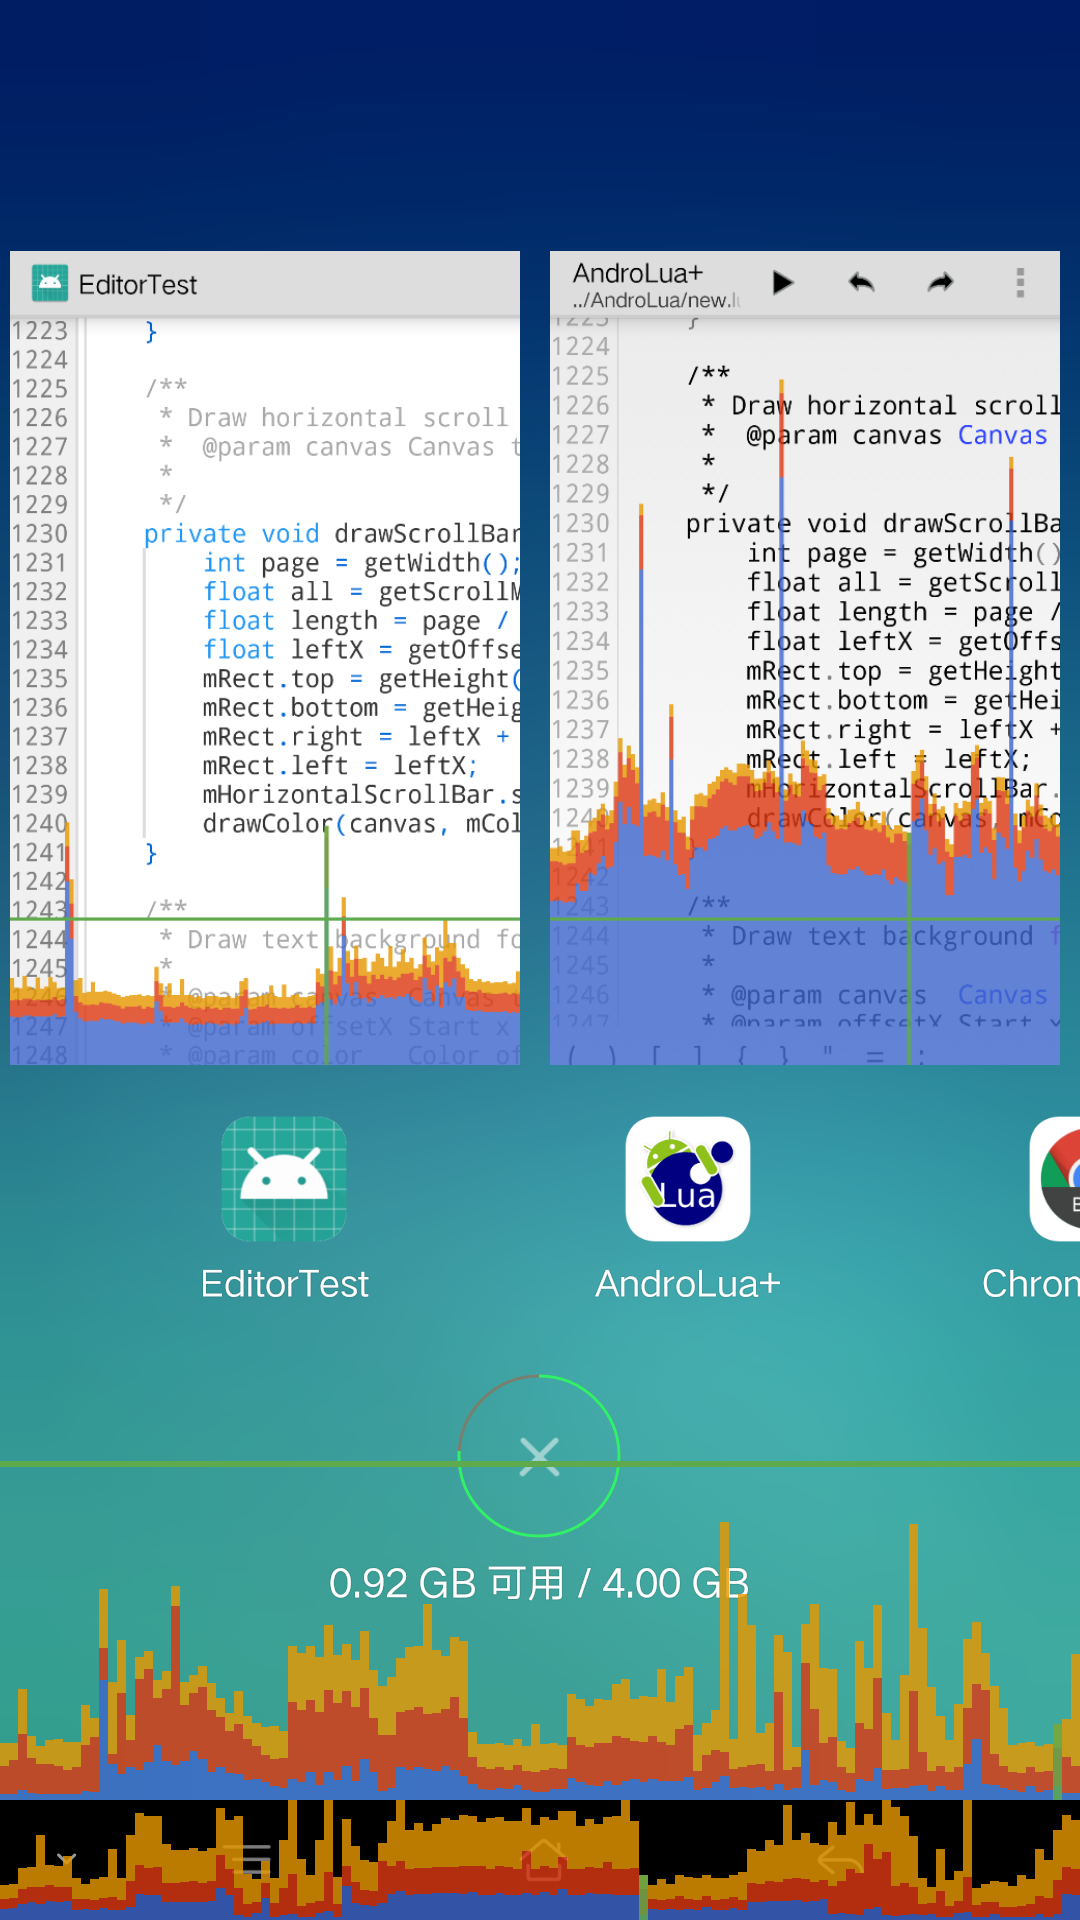 EditorTest
1223 }
1224
1225 /**
1226 * Draw horizontal scroll
1227 * @param canvas Canvas
1228 *
1229 */
1230 private void drawScrollBar
1231 int page = getWidth();
1232 float all = getScrollM
1233 float length = page /
1234 float leftX = getOffse
1235 mRect.top = getHeight(
1236 mRect.bottom = getHeig
1237 mRect.right = leftX +
1238 mRect.left = leftX;
1239 mHorizontalScrollBar.s
1240 drawColor(canvas, mCol
1241 }
1242
1243 /**
1244 * Draw text background fo
1245 *
1246 * @param canvas Canvas
1247 * @param offsetX Start x
1248 * @param color Color of
AndroLua+
../AndroLua/new.l
1223 }
1224
1225 /**
1226 * Draw horizontal scroll
1227 * @param canvas Canvas
1228 *
1229 */
1230 private void drawScrollBa
1231 int page = getWidth()
1232 float all = getScroll
1233 float length = page /
1234 float leftX = getOffs
1235 mRect.top = getHeight
1236 mRect.bottom = getHei
1237 mRect.right = leftX +
1238 mRect.left = leftX;
1239 mHorizontalScrollBar.
1240 drawColor(canvas, mCo
1241 }
1242
1243 /**
1244 * Draw text background f
1245 *
1246 * @param canvas Canvas
1247 * @param offsetX Start x
( ) [ ] { } " = :
Lua
EditorTest
AndroLua+
Chrom
0.92 GB 可用 / 4.00 GB